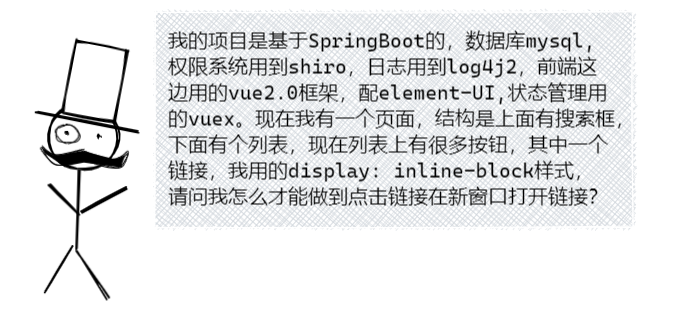 我的项目是基于SpringBoot的，数据库mysql,
权限系统用到shiro，日志用到log4j2，前端这
边用的vue2.0框架，配element-UI,状态管理用
的vuex。现在我有一个页面，结构是上面有搜索框，
下面有个列表，现在列表上有很多按钮，其中一个
链接，我用的display: inline-block样式，
请问我怎么才能做到点击链接在新窗口打开链接？